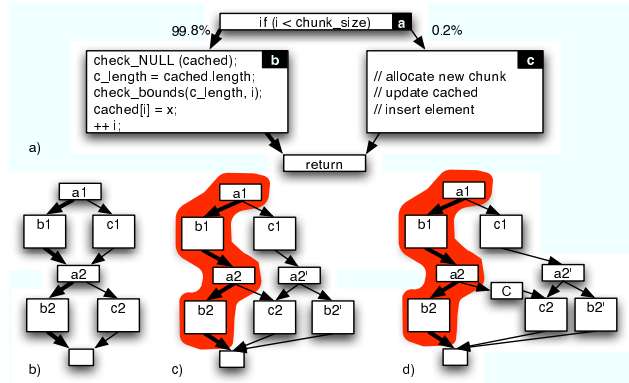 if (i < chunk_size) a
99.8%
0.2%
b
check_NULL (cached);
c_length = cached.length;
check_bounds(c_length, i);
cached[i] = x;
++ i;
c
// allocate new chunk
// update cached
// insert element
return
a)
a1
b1
c1
a2
b2
c2
b)
a1
b1
c1
a2
a2'
b2
c2
b2'
c)
a1
b1
c1
a2
a2'
C
b2
c2
b2'
d)